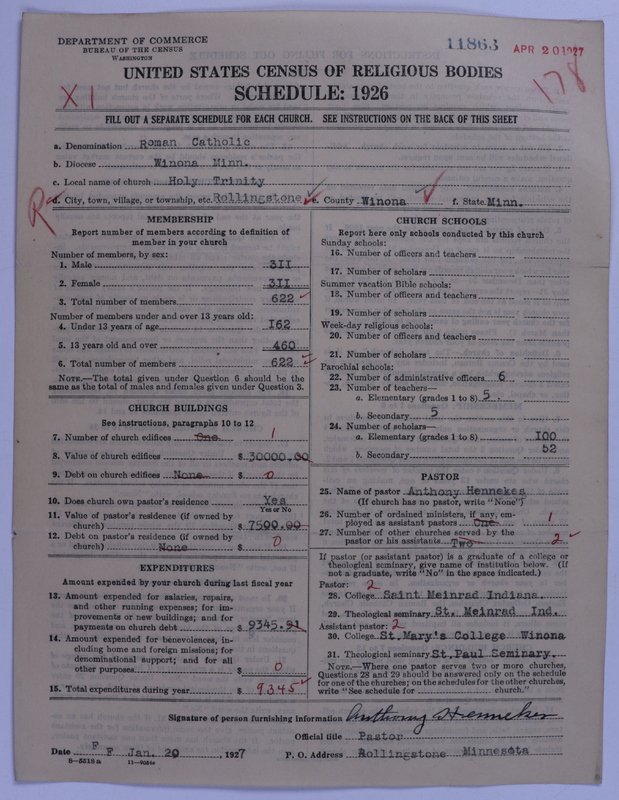 DEPARTMENT OF COMMERCE
BUREAU OF THE CENSUS
WASHINGTON
11863
APR 20 1927
178
X 1
UNITED STATES CENSUS OF RELIGIOUS BODIES
SCHEDULE: 1926
FILL OUT A SEPARATE SCHEDULE FOR EACH CHURCH. SEE INSTRUCTIONS ON THE BACK OF THIS SHEET
a. Denomination Roman Catholic
b. Diocese Winona Minn.
c. Local name of church Holy Trinity
d. City, town, village, or township, etc. Rollingstone e. County Winona f. State Minn.
MEMBERSHIP
Report number of members according to definition of
member in your church
Number of members, by sex:
1. Male 311
2. Female 311
3. Total number of members 622
Number of members under and over 13 years old:
4. Under 13 years of age 162
5. 13 years old and over 460
6. Total number of members 622
NOTE.—The total given under Question 6 should be the
same as the total of males and females given under Question 3.
CHURCH BUILDINGS
See instructions, paragraphs 10 to 12
7. Number of church edifices One 1
8. Value of church edifices $ 30000.00
9. Debt on church edifices None $ 0
10. Does church own pastor's residence Yes
Yes or No
11. Value of pastor's residence (if owned by
church) $ 7500.00
12. Debt on pastor's residence (if owned by
church) None $ 0
EXPENDITURES
Amount expended by your church during last fiscal year
13. Amount expended for salaries, repairs,
and other running expenses; for im-
provements or new buildings; and for
payments on church debt $ 9345.91
14. Amount expended for benevolences, in-
cluding home and foreign missions; for
denominational support; and for all
other purposes $ 0
15. Total expenditures during year $ 9345
CHURCH SCHOOLS
Report here only schools conducted by this church
Sunday schools:
16. Number of officers and teachers
17. Number of scholars
Summer vacation Bible schools:
18. Number of officers and teachers
19. Number of scholars
Week-day religious schools:
20. Number of officers and teachers
21. Number of scholars
Parochial schools:
22. Number of administrative officers 6
23. Number of teachers—
a. Elementary (grades 1 to 8) 5
b. Secondary 5
24. Number of scholars—
a. Elementary (grades 1 to 8) 100
b. Secondary 52
PASTOR
25. Name of pastor Anthony Hennekes
(If church has no pastor, write "None")
26. Number of ordained ministers, if any, em-
ployed as assistant pastors One 1
27. Number of other churches served by the
pastor or his assistants Two 2
If pastor (or assistant pastor) is a graduate of a college or
theological seminary, give name of institution below. (If
not a graduate, write "No" in the space indicated.)
Pastor: 2
28. College Saint Meinrad Indiana.
29. Theological seminary St. Meinrad Ind.
Assistant pastor: 2
30. College St.Mary's College Winona
31. Theological seminary St.Paul Seminary.
NOTE.—Where one pastor serves two or more churches,
Questions 28 and 29 should be answered only on the schedule
for one of the churches; on the schedules for the other churches,
write "See schedule for church."
Signature of person furnishing information Anthony Hennekes
Official title Pastor
Date F F Jan. 20, 1927 P. O. Address Rollingstone Minnesota
8—5518 a